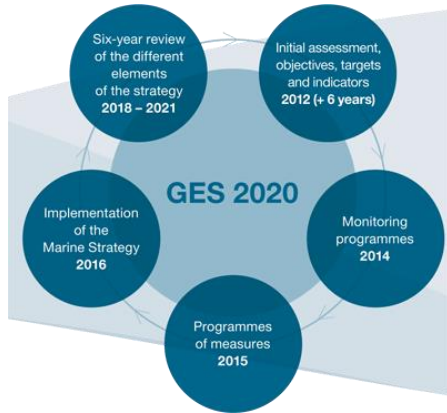 Six-year review
of the different
elements
of the strategy
2018 – 2021
Initial assessment,
objectives, targets
and indicators
2012 (+ 6 years)
GES 2020
Implementation
of the
Marine Strategy
2016
Monitoring
programmes
2014
Programmes
of measures
2015